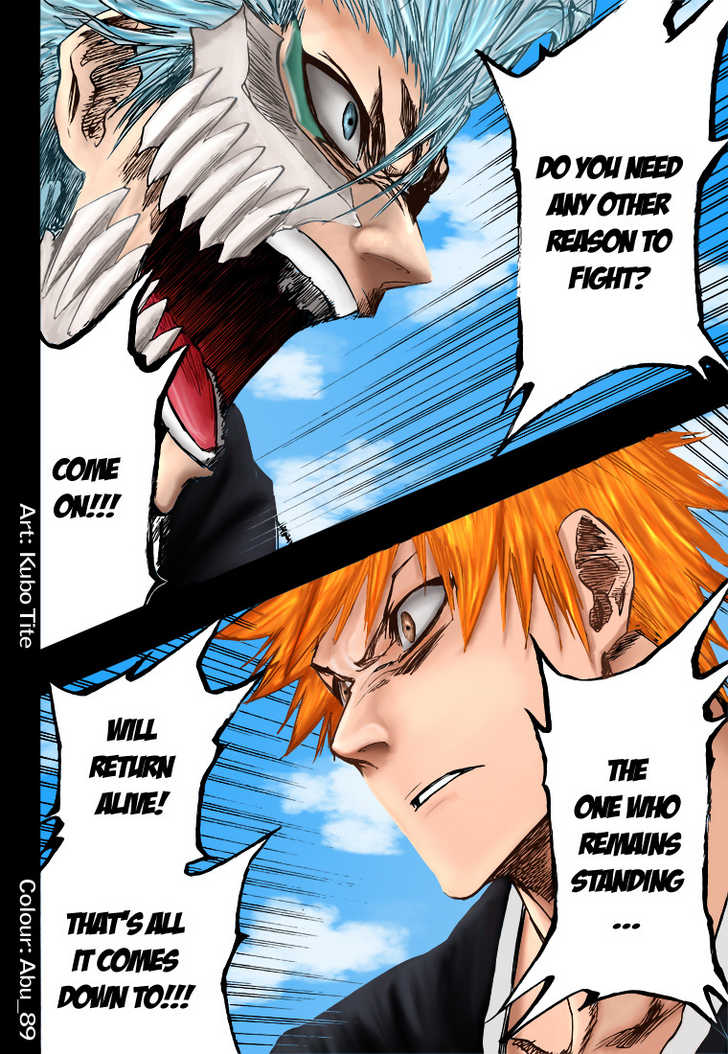 DO YOU NEED
ANY OTHER
REASON TO
FIGHT?
COME
ON!!!
THE
ONE WHO
REMAINS
STANDING
...
WILL
RETURN
ALIVE!
THAT'S ALL
IT COMES
DOWN TO!!!
Art: Kubo Tite
Colour: Abu_89